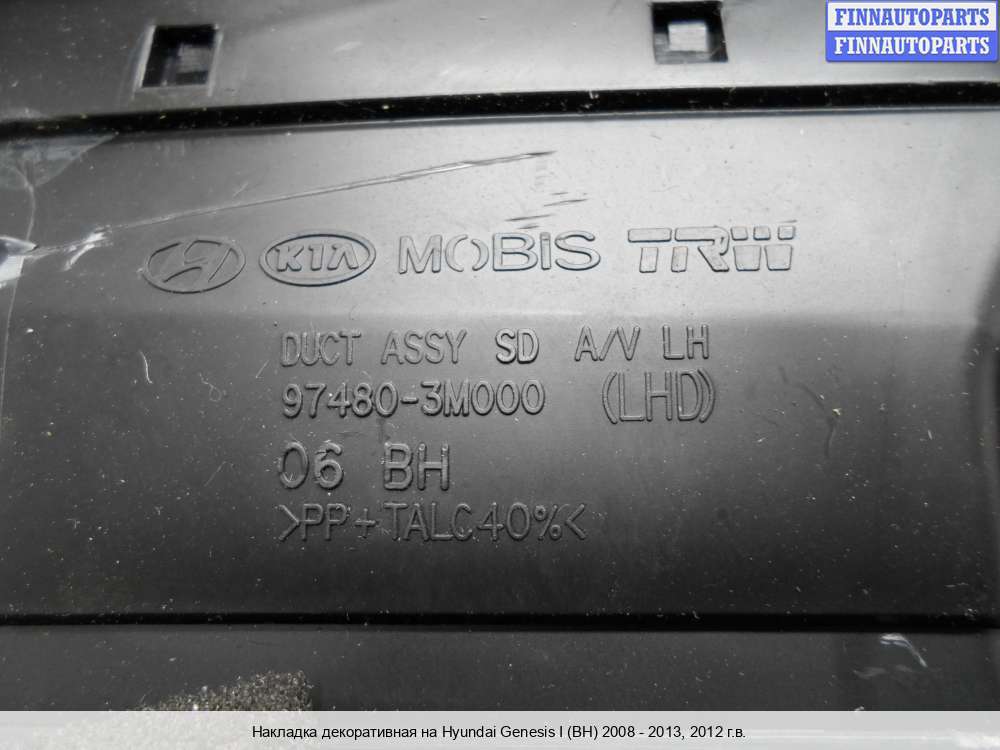 FINNAUTOPARTS
FINNAUTOPARTS
KIA MOBIS TRW
DUCT ASSY SD A/V LH
97480-3M000 (LHD)
06 BH
>PP+TALC40%<
Накладка декоративная на Hyundai Genesis I (BH) 2008 - 2013, 2012 г.в.